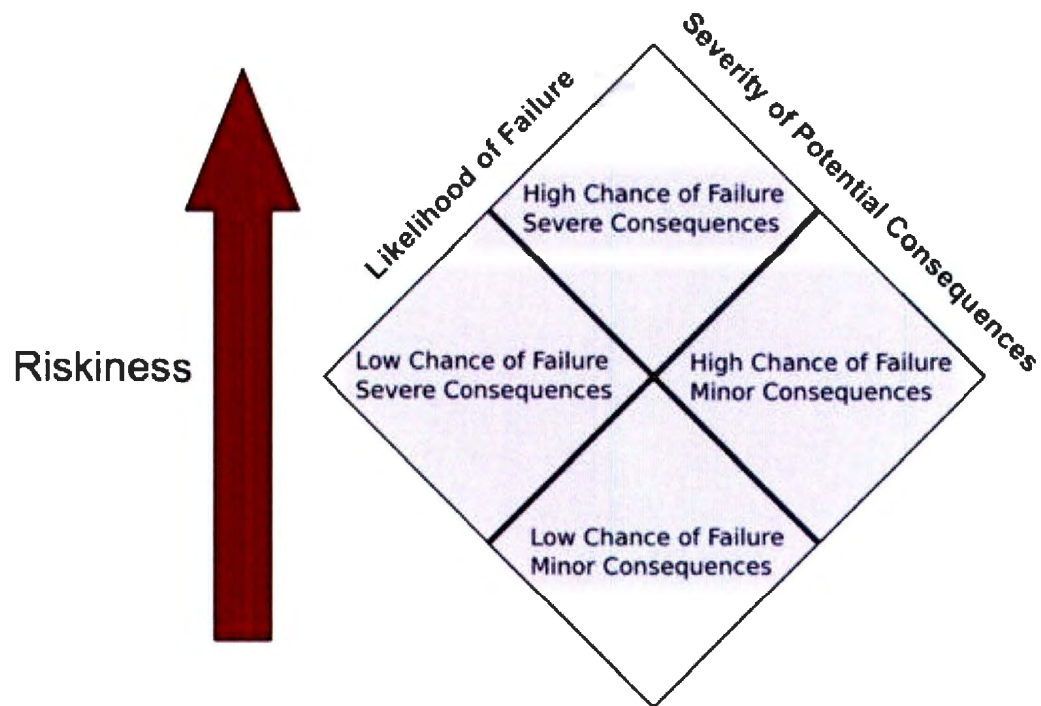 Likelihood of Failure
Severity of Potential Consequences
High Chance of Failure
Severe Consequences
Riskiness
Low Chance of Failure
Severe Consequences
High Chance of Failure
Minor Consequences
Low Chance of Failure
Minor Consequences